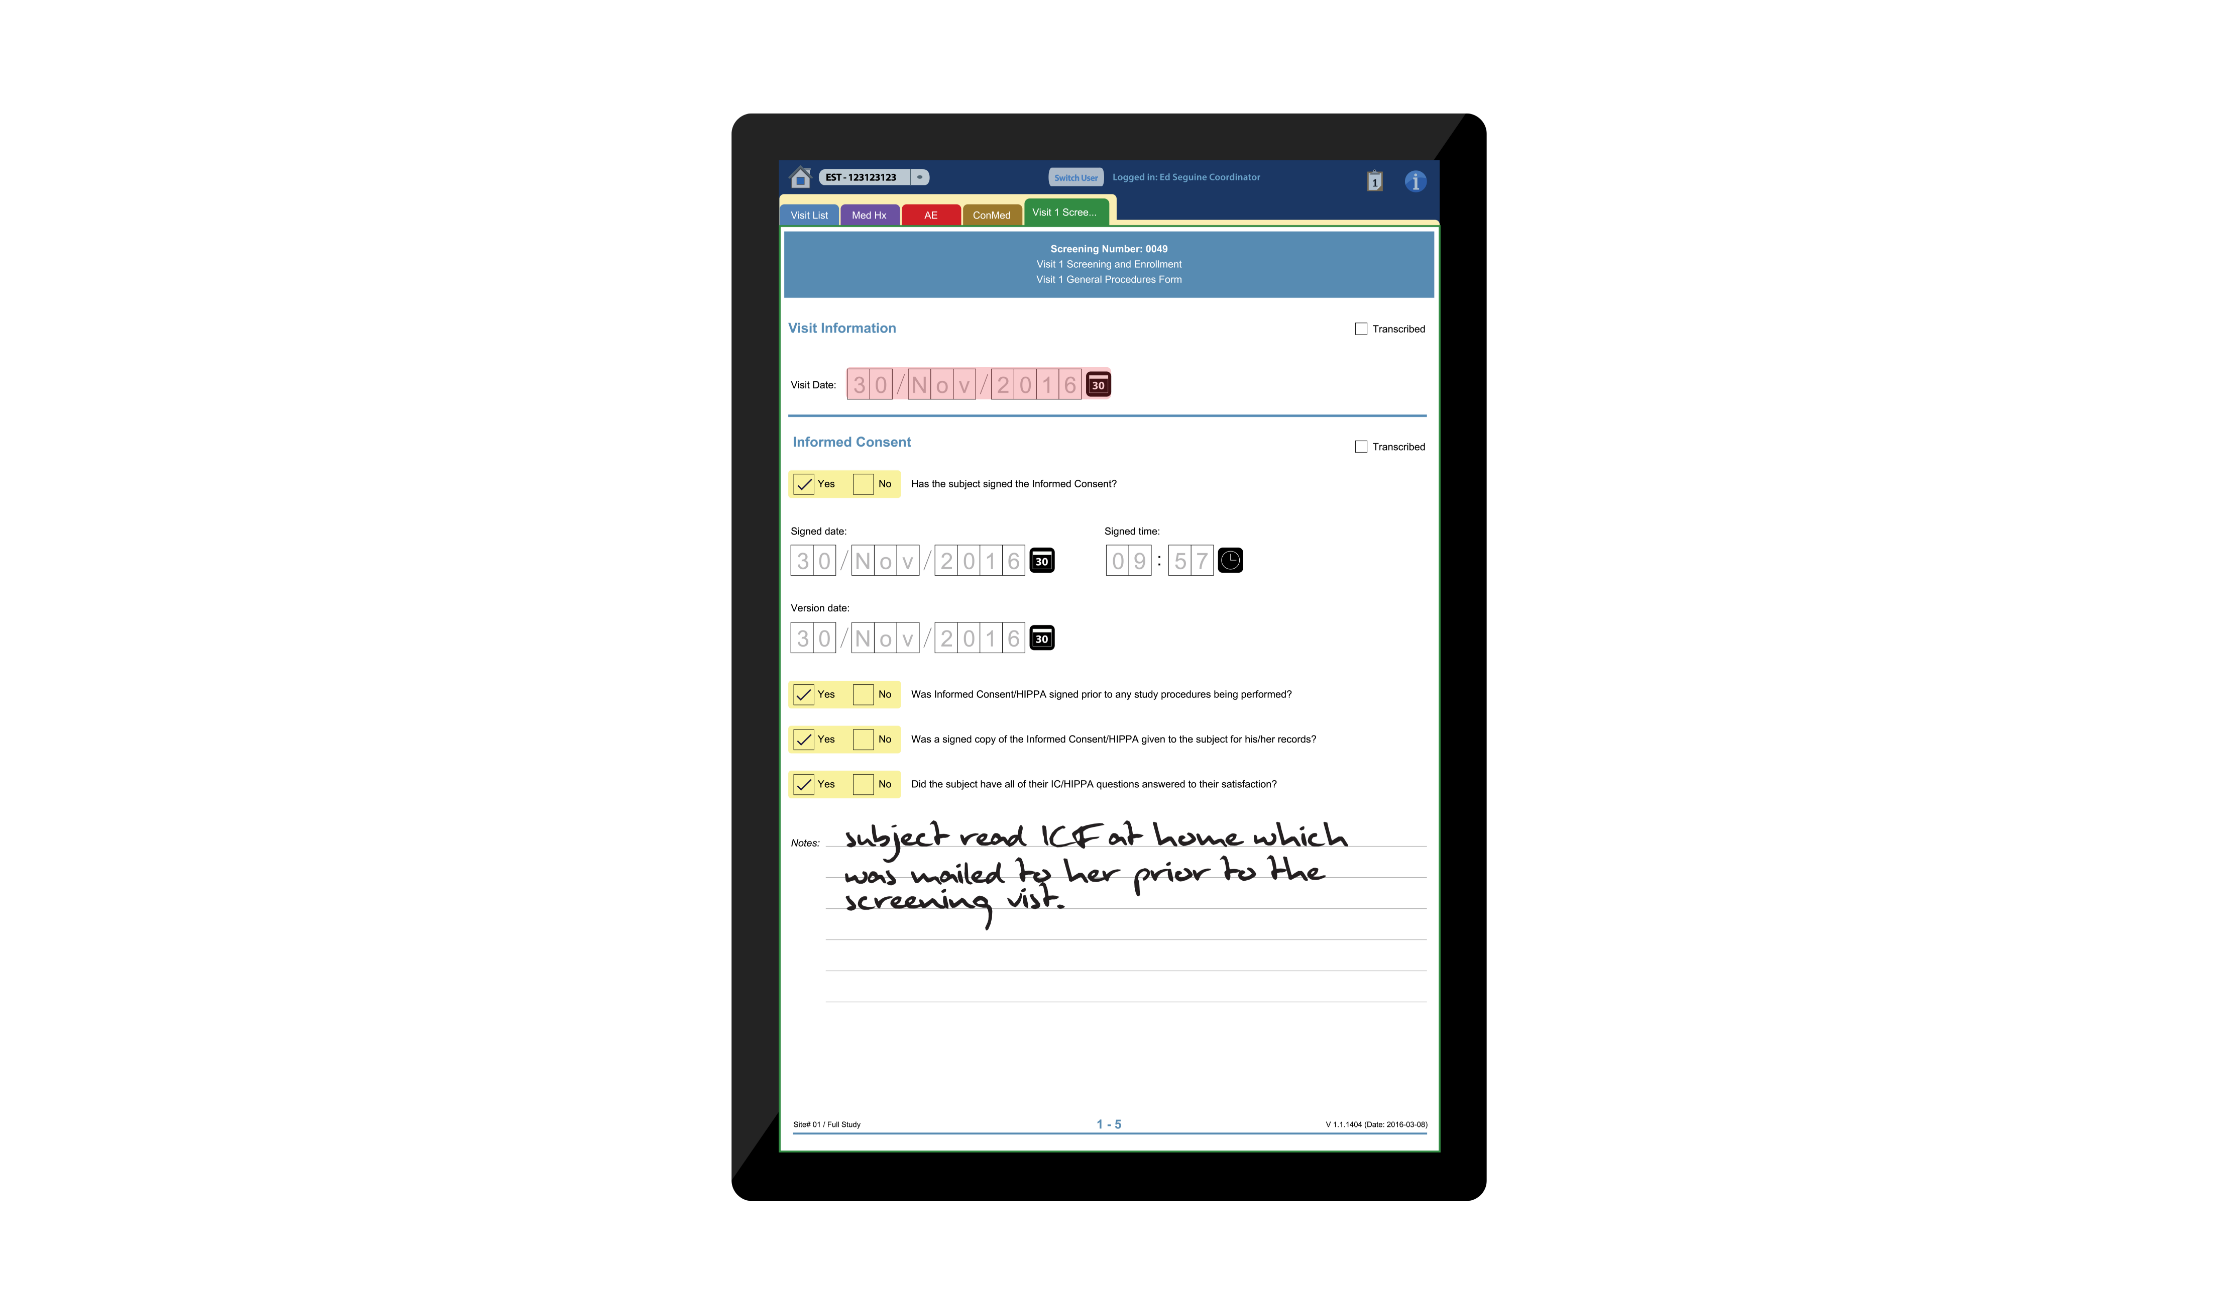 EST - 123123123
Switch User Logged in: Ed Seguine Coordinator
1
i
Visit List Med Hx AE ConMed Visit 1 Scree...
Screening Number: 0049
Visit 1 Screening and Enrollment
Visit 1 General Procedures Form
Visit Information Transcribed
Visit Date: 30/Nov/2016 30
Informed Consent Transcribed
Yes No Has the subject signed the Informed Consent?
Signed date: Signed time:
30/Nov/2016 30 09:57
Version date:
30/Nov/2016 30
Yes No Was Informed Consent/HIPPA signed prior to any study procedures being performed?
Yes No Was a signed copy of the Informed Consent/HIPPA given to the subject for his/her records?
Yes No Did the subject have all of their IC/HIPPA questions answered to their satisfaction?
Notes: subject read ICF at home which
was mailed to her prior to the
screening vist.
Site# 01 / Full Study 1 - 5 V 1.1.1404 (Date: 2016-03-08)